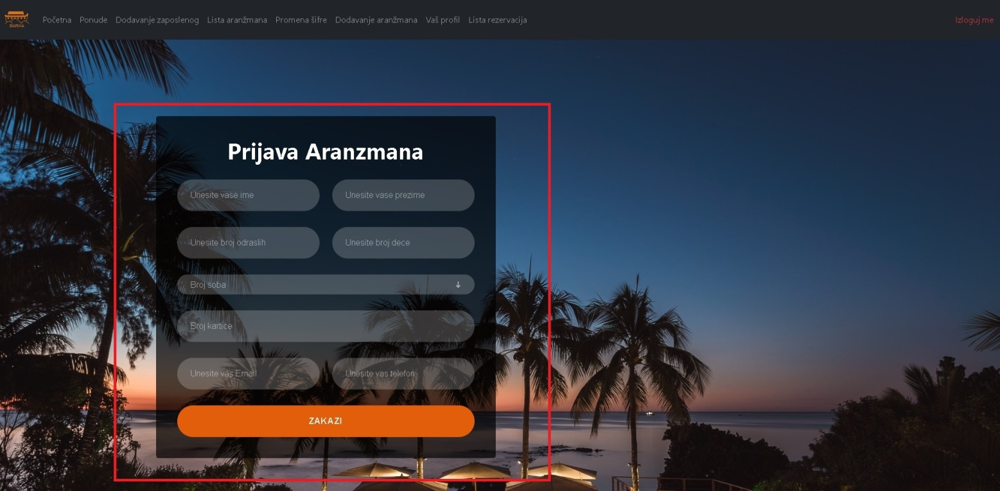 BARKA
Početna Ponude Dodavanje zaposlenog Lista aranžmana Promena šifre Dodavanje aranžmana Vaš profil Lista rezervacija Izloguj me
Prijava Aranzmana
Unesite vase ime Unesite vase prezime
Unesite broj odraslih Unesite broj dece
Broj soba
Broj kartice
Unesite vas Email Unesite vas telefon
ZAKAZI